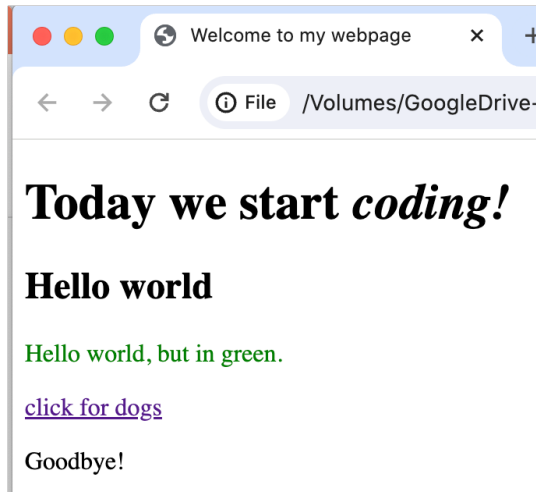 Welcome to my webpage
File /Volumes/GoogleDrive-
Today we start coding!
Hello world
Hello world, but in green.
click for dogs
Goodbye!